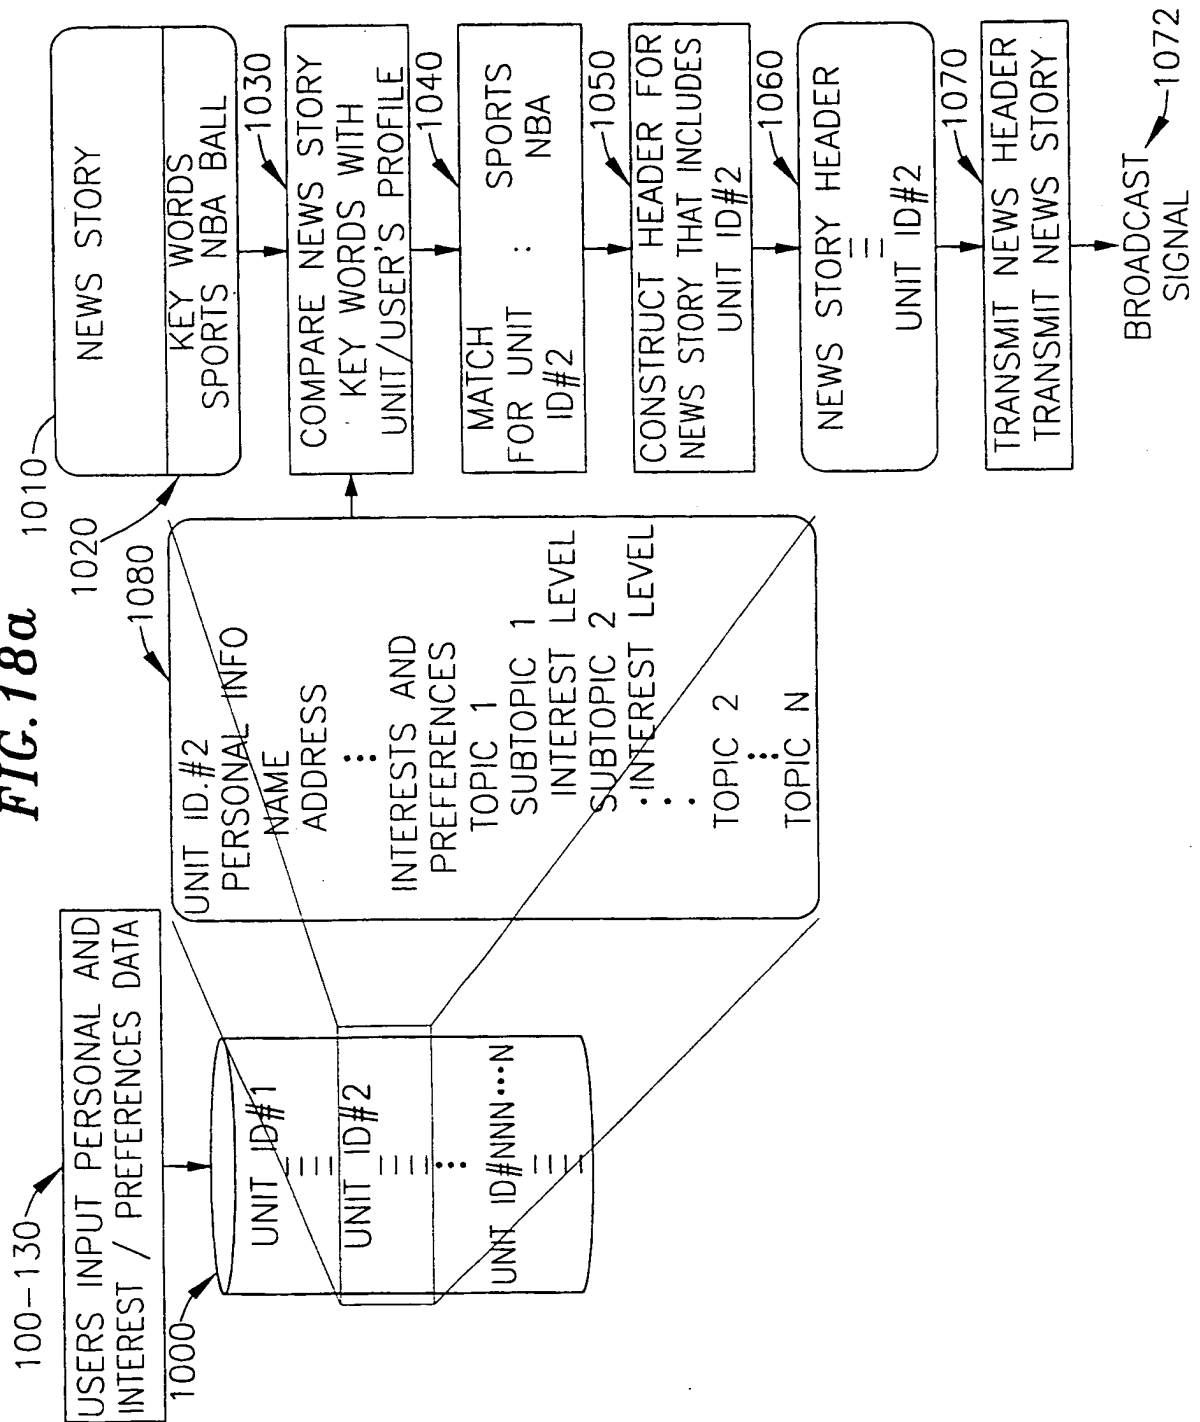 FIG.18a
100-130
USERS INPUT PERSONAL AND
INTEREST / PREFERENCES DATA
1000
UNIT ID#1
UNIT ID#2
UNIT ID#NNN...N
1080
UNIT ID.#2
PERSONAL INFO
NAME
ADDRESS
INTERESTS AND
PREFERENCES
TOPIC 1
SUBTOPIC 1
INTEREST LEVEL
SUBTOPIC 2
INTEREST LEVEL
TOPIC 2
TOPIC N
1010
NEWS STORY
1020
KEY WORDS
SPORTS NBA BALL
1030
COMPARE NEWS STORY
KEY WORDS WITH
UNIT/USER'S PROFILE
1040
MATCH : SPORTS
FOR UNIT NBA
ID#2
1050
CONSTRUCT HEADER FOR
NEWS STORY THAT INCLUDES
UNIT ID#2
1060
NEWS STORY HEADER
UNIT ID#2
1070
TRANSMIT NEWS HEADER
TRANSMIT NEWS STORY
BROADCAST
SIGNAL
1072